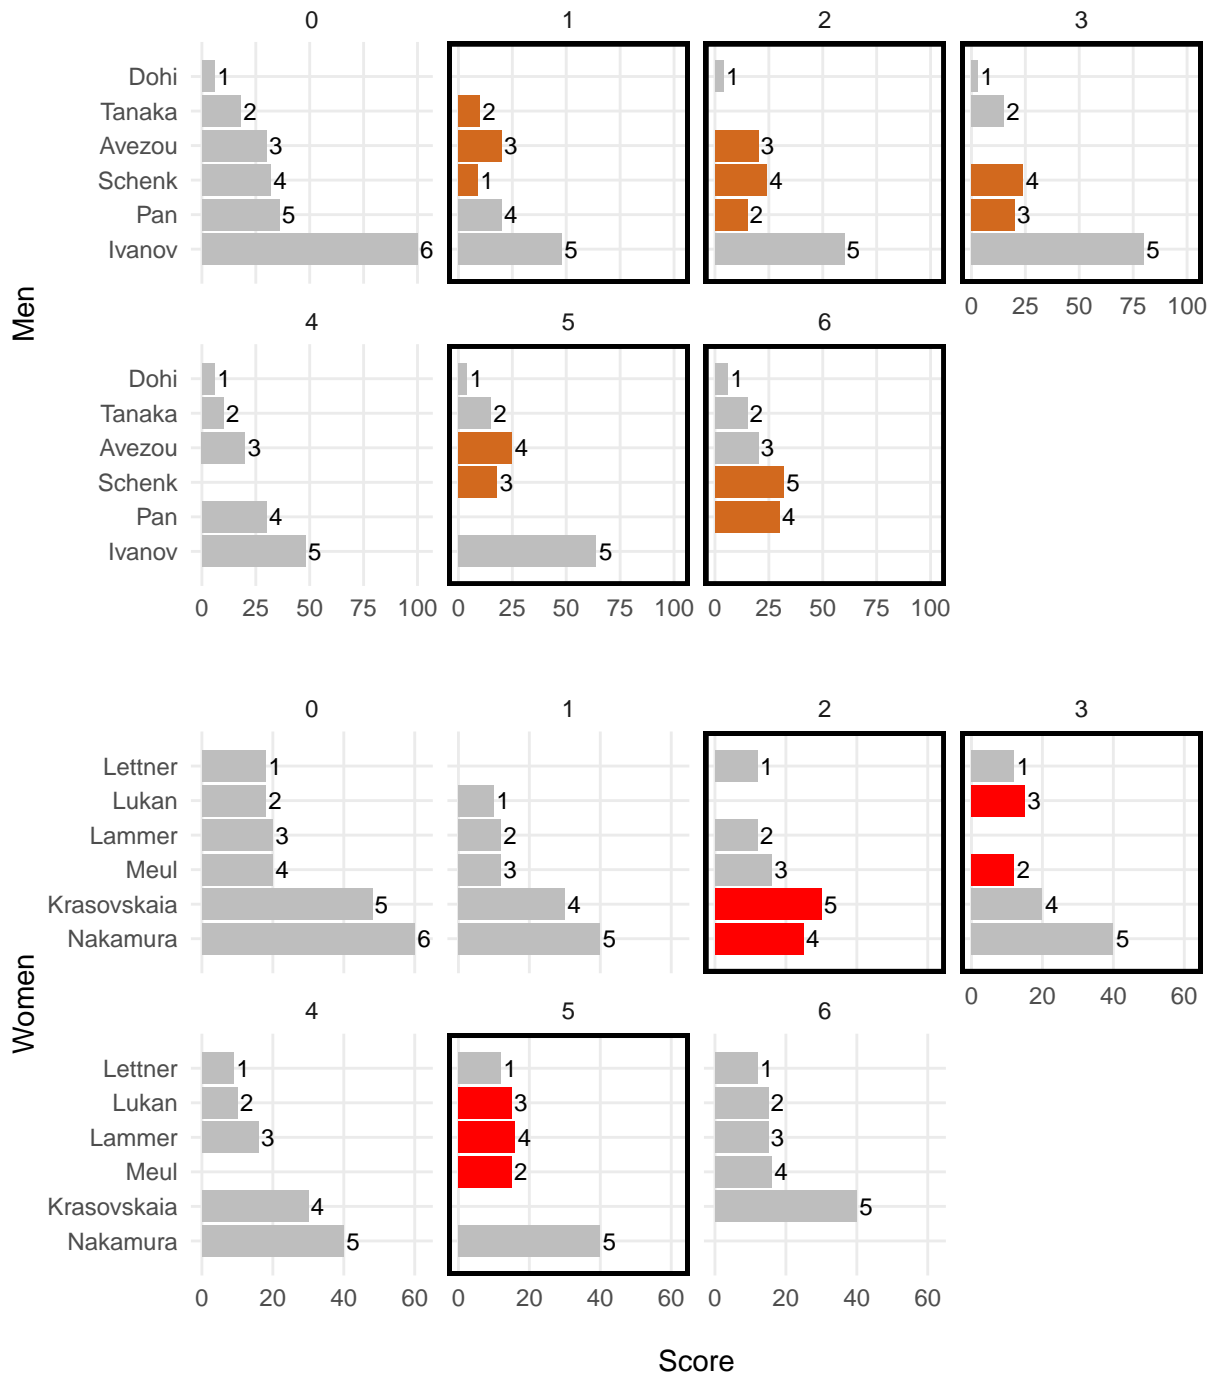 0 1 2 3
Dohi 1 1 1
Tanaka 2 2 2
Avezou 3 3 3
Schenk 4 1 4 4
Pan 5 4 2 3
Ivanov 6 5 5 5
0 25 50 75 100
Men
4 5 6
Dohi 1 1 1
Tanaka 2 2 2
Avezou 3 4 3
Schenk 3 5
Pan 4 4
Ivanov 5 5
0 25 50 75 100 0 25 50 75 100 0 25 50 75 100
0 1 2 3
Lettner 1 1 1
Lukan 2 1 3
Lammer 3 2 2
Meul 4 3 3 2
Krasovskaia 5 4 5 4
Nakamura 6 5 4 5
0 20 40 60
Women
4 5 6
Lettner 1 1 1
Lukan 2 3 2
Lammer 3 4 3
Meul 2 4
Krasovskaia 4 5
Nakamura 5 5
0 20 40 60 0 20 40 60 0 20 40 60
Score